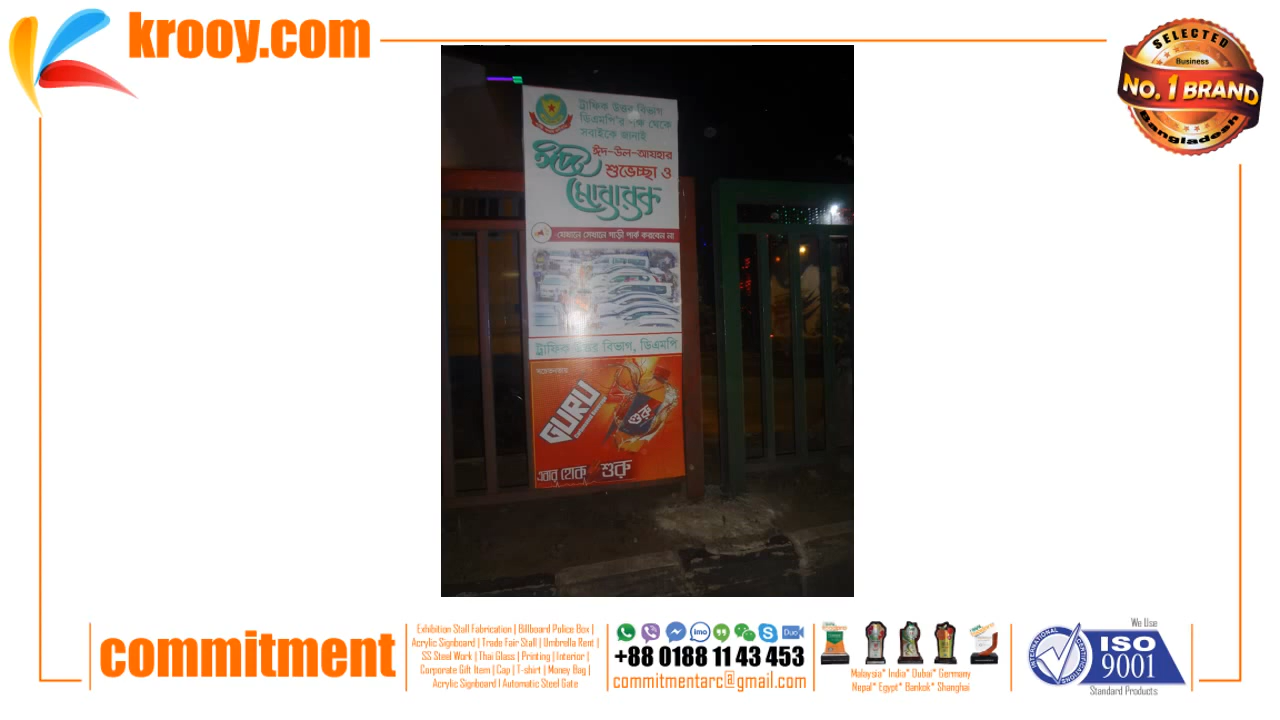 krooy.com
SELECTED
Business
NO. 1 BRAND
Bangladesh
ট্রাফিক উত্তর বিভাগ
ডিএমপি'র পক্ষ থেকে
সবাইকে জানাই
ঈদ-উল-আযহার
শুভেচ্ছা ও
ঈদ
মোবারক
যেখানে সেখানে গাড়ী পার্ক করবেন না
ট্রাফিক উত্তর বিভাগ, ডিএমপি
GURU
গুরু
এবার হোক শুরু
commitment
Exhibition Stall Fabrication | Billboard Police Box |
Acrylic Signboard | Trade Fair Stall | Umbrella Rent |
SS Steel Work | Thai Glass | Printing | Interior |
Corporate Gift Item | Cap | T-shirt | Money Bag |
Acrylic Signboard | Automatic Steel Gate
imo
Duo
+88 0188 11 43 453
commitmentarc@gmail.com
Malaysia* India* Dubai* Germany
Nepal* Egypt* Bankok* Shanghai
We Use
INTERNATIONAL CERTIFICATIONS
ISO
9001
Standard Products